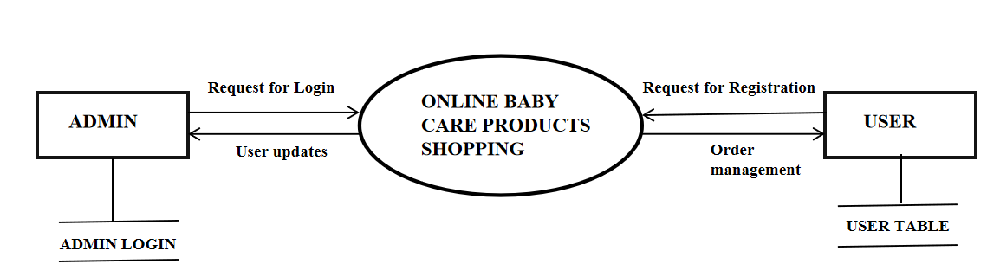 Request for Login
Request for Registration
ADMIN
ONLINE BABY
CARE PRODUCTS
SHOPPING
USER
User updates
Order
management
ADMIN LOGIN
USER TABLE